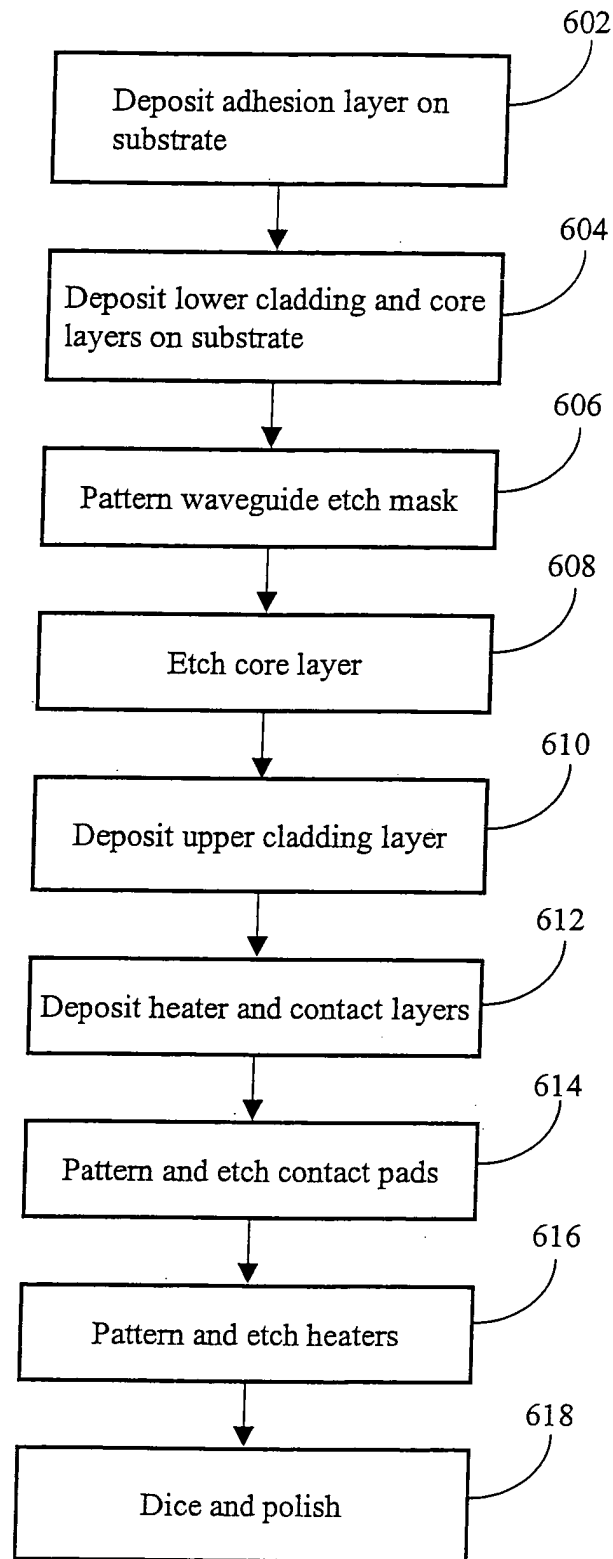 602
Deposit adhesion layer on
substrate
604
Deposit lower cladding and core
layers on substrate
606
Pattern waveguide etch mask
608
Etch core layer
610
Deposit upper cladding layer
612
Deposit heater and contact layers
614
Pattern and etch contact pads
616
Pattern and etch heaters
618
Dice and polish